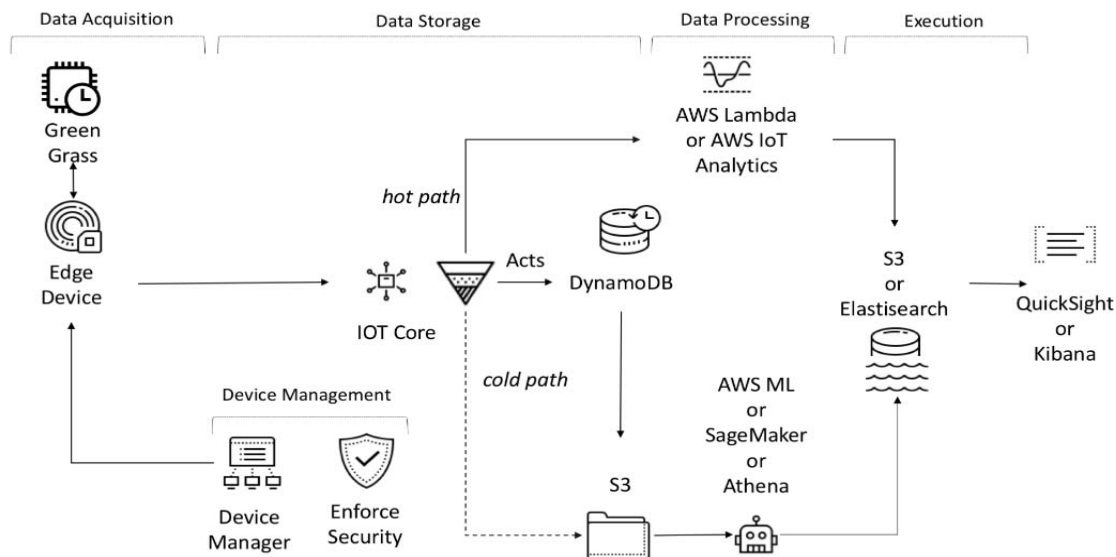 Data Acquisition
Data Storage
Data Processing
Execution
Green
Grass
Edge
Device
hot path
IOT Core
Acts
DynamoDB
cold path
AWS Lambda
or AWS IoT
Analytics
S3
or
Elastisearch
QuickSight
or
Kibana
Device Management
Device
Manager
Enforce
Security
S3
AWS ML
or
SageMaker
or
Athena